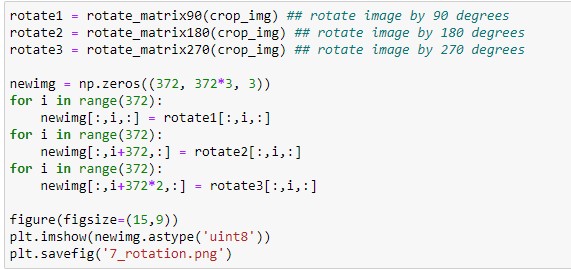 rotate1 = rotate_matrix90(crop_img) ## rotate image by 90 degrees
rotate2 = rotate_matrix180(crop_img) ## rotate image by 180 degrees
rotate3 = rotate_matrix270(crop_img) ## rotate image by 270 degrees

newimg = np.zeros((372, 372*3, 3))
for i in range(372):
    newimg[:,i,:] = rotate1[:,i,:]
for i in range(372):
    newimg[:,i+372,:] = rotate2[:,i,:]
for i in range(372):
    newimg[:,i+372*2,:] = rotate3[:,i,:]

figure(figsize=(15,9))
plt.imshow(newimg.astype('uint8'))
plt.savefig('7_rotation.png')